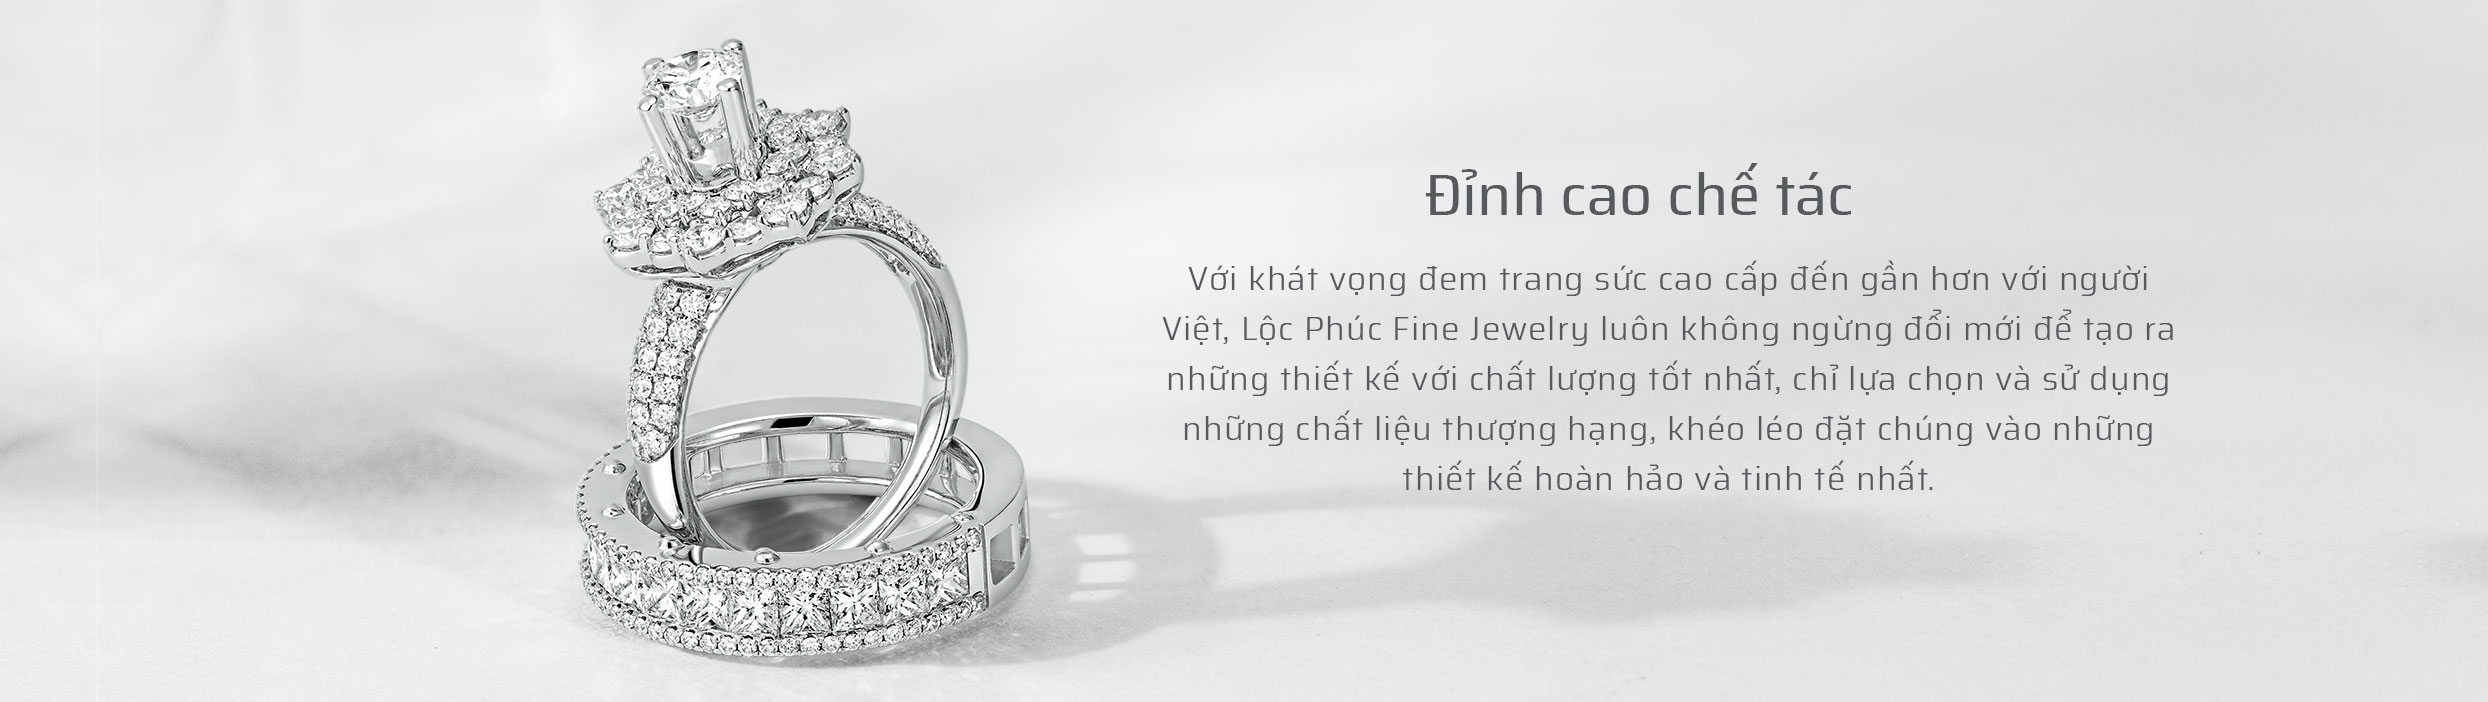 Đỉnh cao chế tác
Với khát vọng đem trang sức cao cấp đến gần hơn với người
Việt, Lộc Phúc Fine Jewelry luôn không ngừng đổi mới để tạo ra
những thiết kế với chất lượng tốt nhất, chỉ lựa chọn và sử dụng
những chất liệu thượng hạng, khéo léo đặt chúng vào những
thiết kế hoàn hảo và tinh tế nhất.